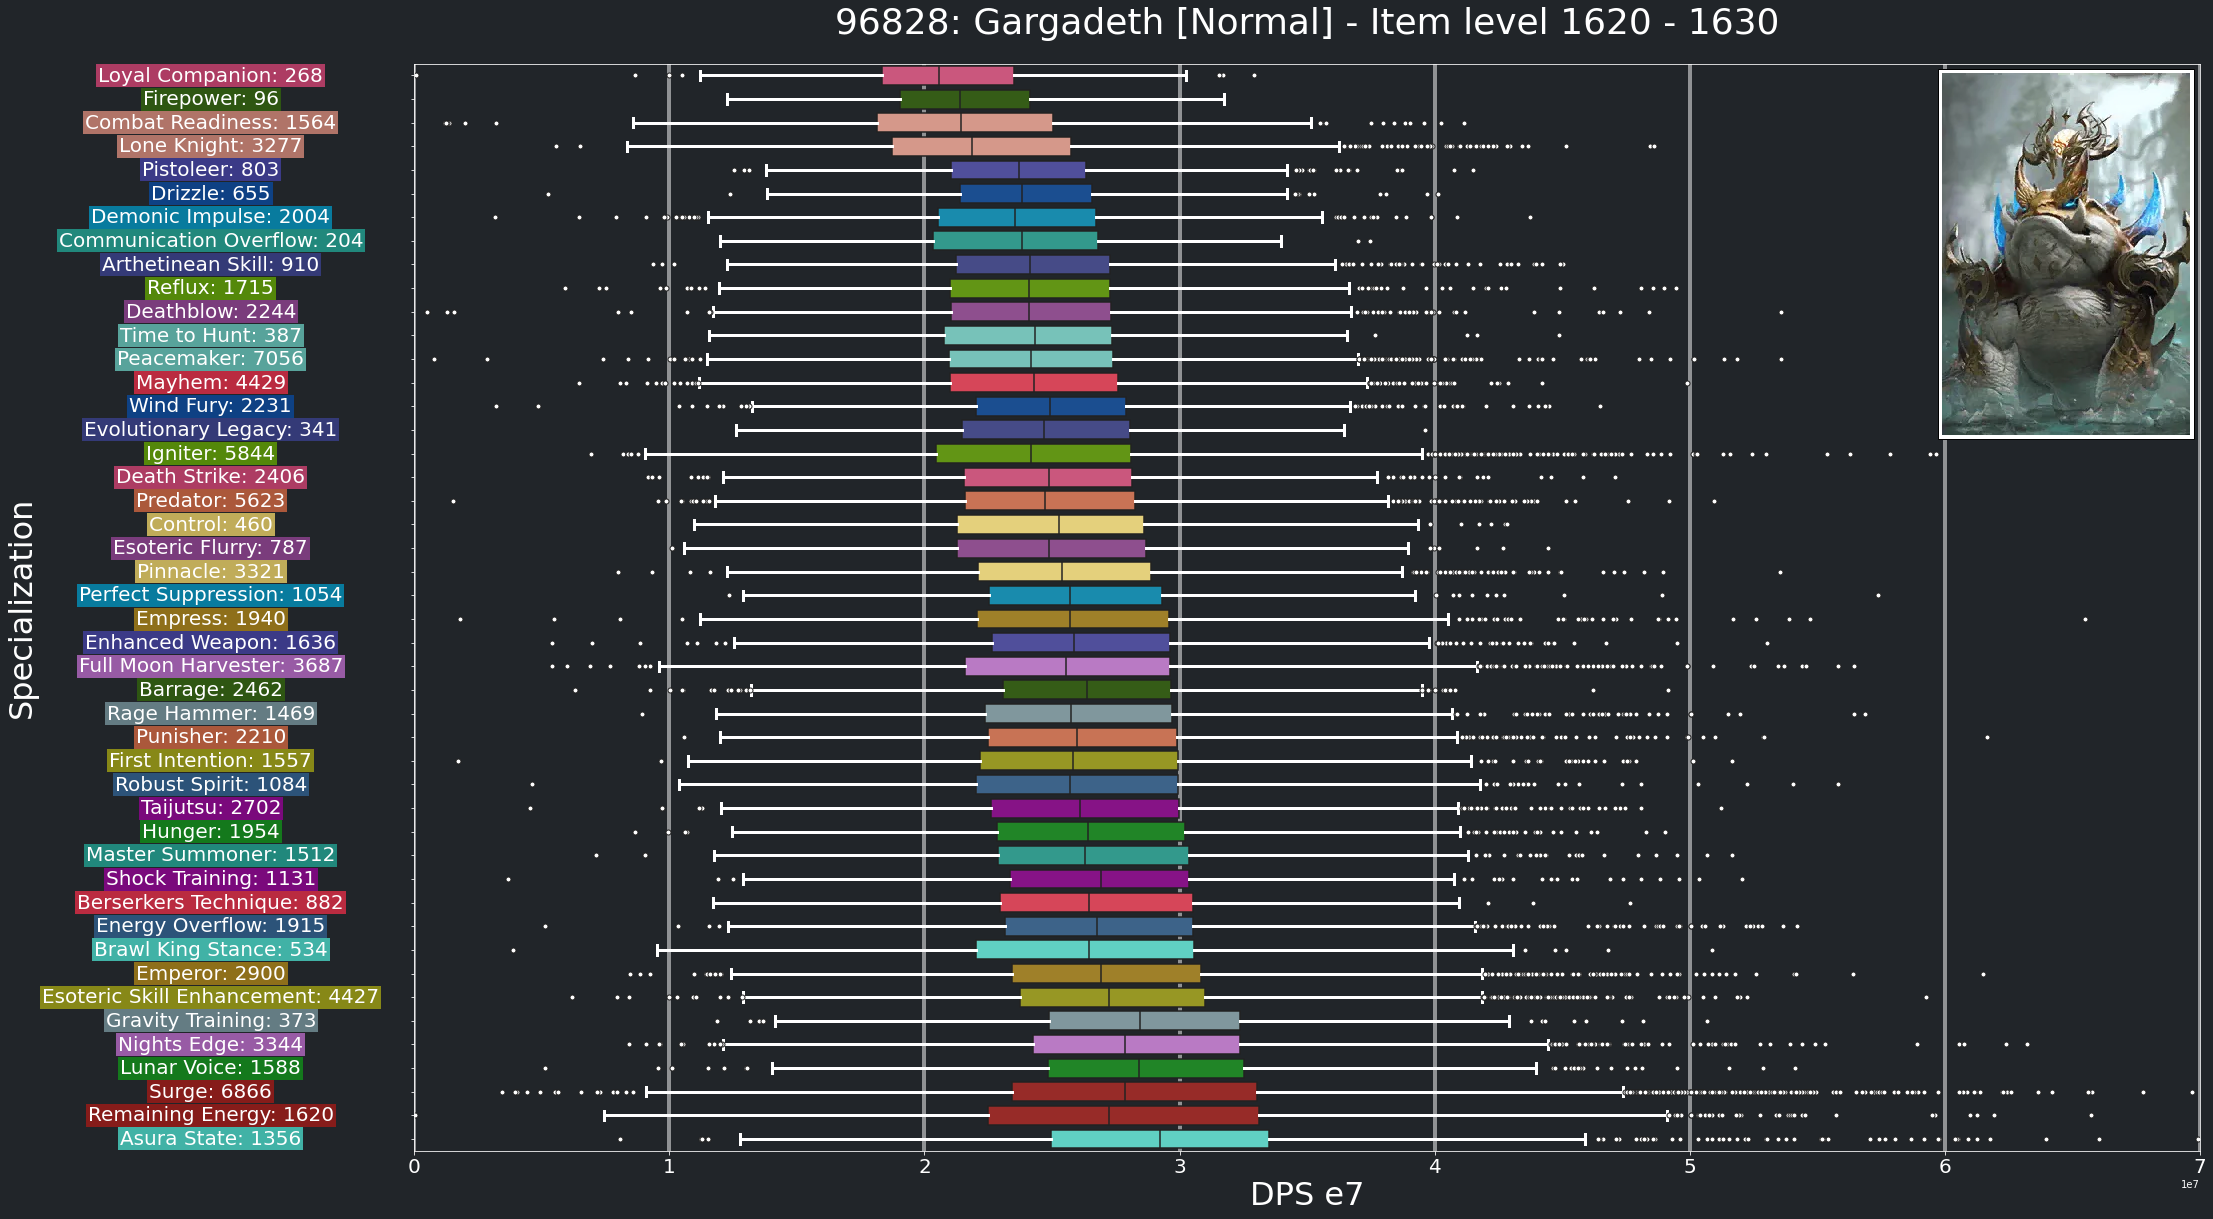 96828: Gargadeth [Normal] - Item level 1620 - 1630
Loyal Companion: 268
Firepower: 96
Combat Readiness: 1564
Lone Knight: 3277
Pistoleer: 803
Drizzle: 655
Demonic Impulse: 2004
Communication Overflow: 204
Arthetinean Skill: 910
Reflux: 1715
Deathblow: 2244
Time to Hunt: 387
Peacemaker: 7056
Mayhem: 4429
Wind Fury: 2231
Evolutionary Legacy: 341
Igniter: 5844
Death Strike: 2406
Predator: 5623
Control: 460
Esoteric Flurry: 787
Pinnacle: 3321
Perfect Suppression: 1054
Empress: 1940
Enhanced Weapon: 1636
Full Moon Harvester: 3687
Barrage: 2462
Rage Hammer: 1469
Punisher: 2210
First Intention: 1557
Robust Spirit: 1084
Taijutsu: 2702
Hunger: 1954
Master Summoner: 1512
Shock Training: 1131
Berserkers Technique: 882
Energy Overflow: 1915
Brawl King Stance: 534
Emperor: 2900
Esoteric Skill Enhancement: 4427
Gravity Training: 373
Nights Edge: 3344
Lunar Voice: 1588
Surge: 6866
Remaining Energy: 1620
Asura State: 1356
Specialization
0 1 2 3 4 5 6 7
1e7
DPS e7